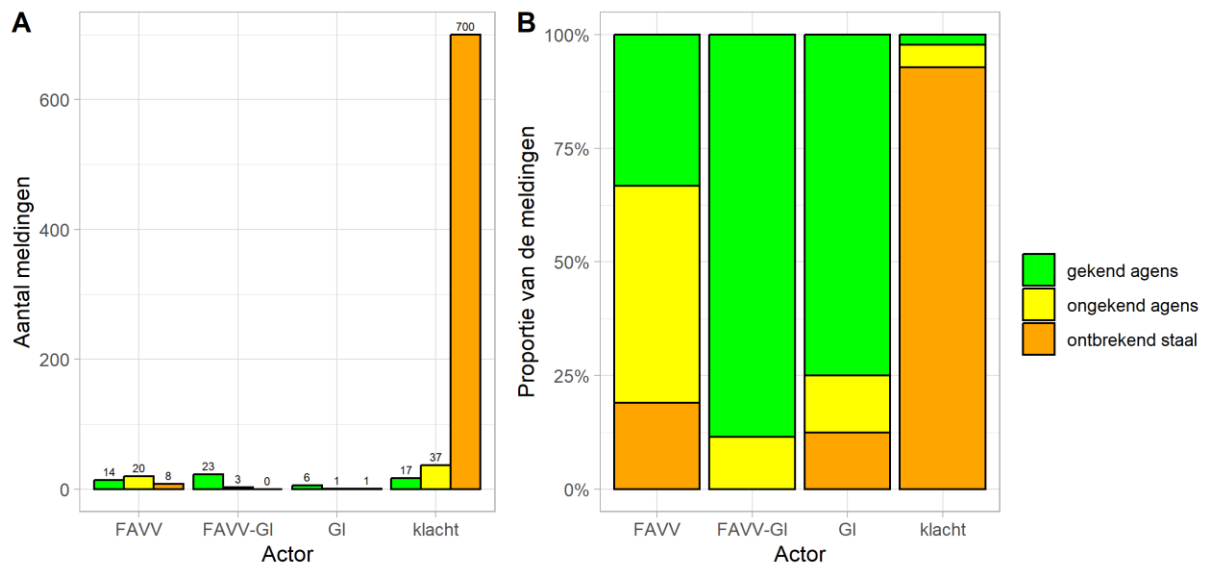 A
Aantal meldingen
600
400
200
0
14
20
8
23
3
0
6
1
1
17
37
700
FAVV
FAVV-GI
GI
klacht
Actor
B
Proportie van de meldingen
100%
75%
50%
25%
0%
FAVV
FAVV-GI
GI
klacht
Actor
gekend agens
ongekend agens
ontbrekend staal